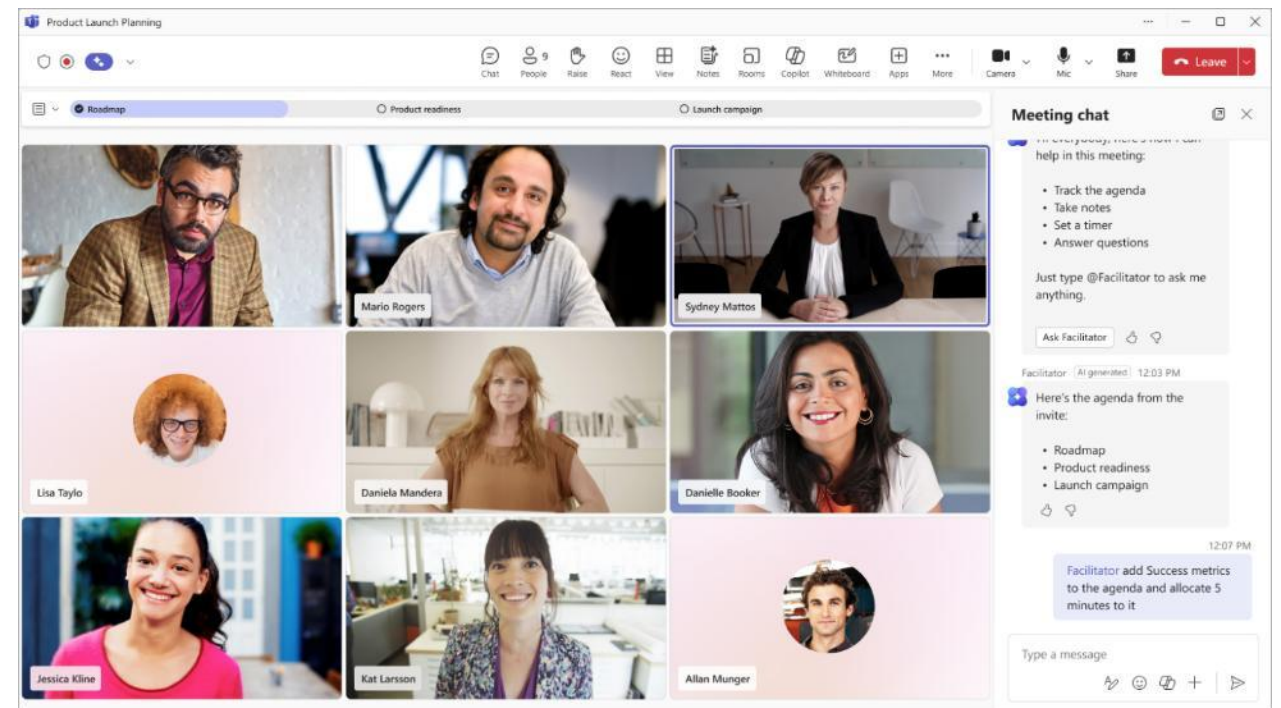 Product Launch Planning
Chat
9
People
Raise
React
View
Notes
Rooms
Copilot
Whiteboard
Apps
More
Camera
Mic
Share
Leave
Roadmap
Product readiness
Launch campaign
Mario Rogers
Sydney Mattos
Lisa Taylo
Daniela Mandera
Danielle Booker
Jessica Kline
Kat Larsson
Allan Munger
Meeting chat
help in this meeting:
• Track the agenda
• Take notes
• Set a timer
• Answer questions
Just type @Facilitator to ask me
anything.
Ask Facilitator
Facilitator AI generated 12:03 PM
Here's the agenda from the
invite:
• Roadmap
• Product readiness
• Launch campaign
12:07 PM
Facilitator add Success metrics
to the agenda and allocate 5
minutes to it
Type a message